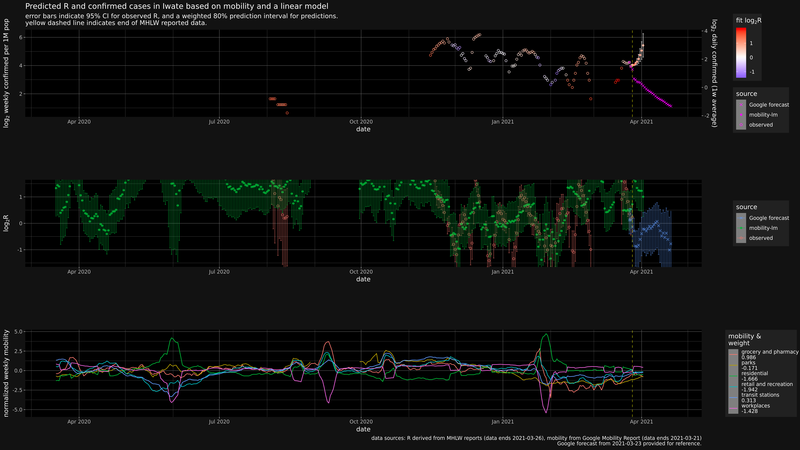 Predicted R and confirmed cases in Iwate based on mobility and a linear model
error bars indicate 95% CI for observed R, and a weighted 80% prediction interval for predictions.
yellow dashed line indicates end of MHLW reported data.
log₂ weekly confirmed per 1M pop
6
4
2
4
2
0
-2
log₂ daily confirmed (1w average)
Apr 2020
Jul 2020
Oct 2020
Jan 2021
Apr 2021
date
fit log₂R
1
0
-1
source
Google forecast
mobility-lm
observed
log₂R
1
0
-1
Apr 2020
Jul 2020
Oct 2020
Jan 2021
Apr 2021
date
source
Google forecast
mobility-lm
observed
normalized weekly mobility
5.0
2.5
0.0
-2.5
-5.0
Apr 2020
Jul 2020
Oct 2020
Jan 2021
Apr 2021
date
mobility &
weight
grocery and pharmacy
0.986
parks
-0.171
residential
-1.666
retail and recreation
-1.942
transit stations
0.313
workplaces
-1.428
data sources: R derived from MHLW reports (data ends 2021-03-26), mobility from Google Mobility Report (data ends 2021-03-21)
Google forecast from 2021-03-23 provided for reference.